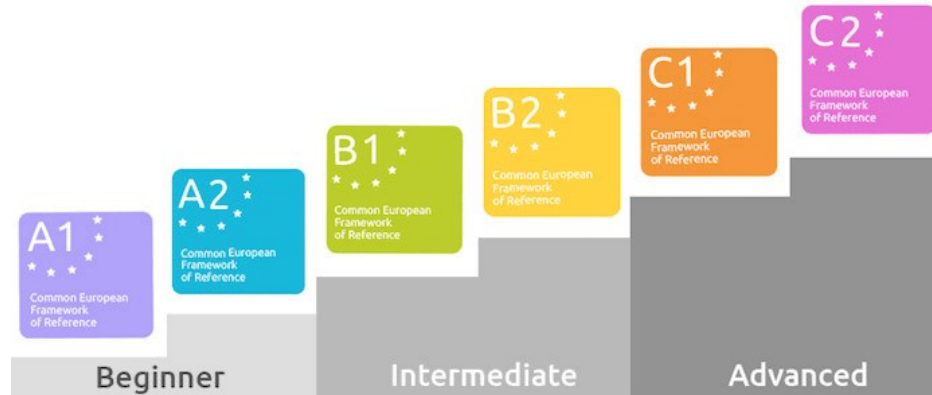 A1
Common European
Framework
of Reference
A2
Common European
Framework
of Reference
B1
Common European
Framework
of Reference
B2
Common European
Framework
of Reference
C1
Common European
Framework
of Reference
C2
Common European
Framework
of Reference
Beginner
Intermediate
Advanced